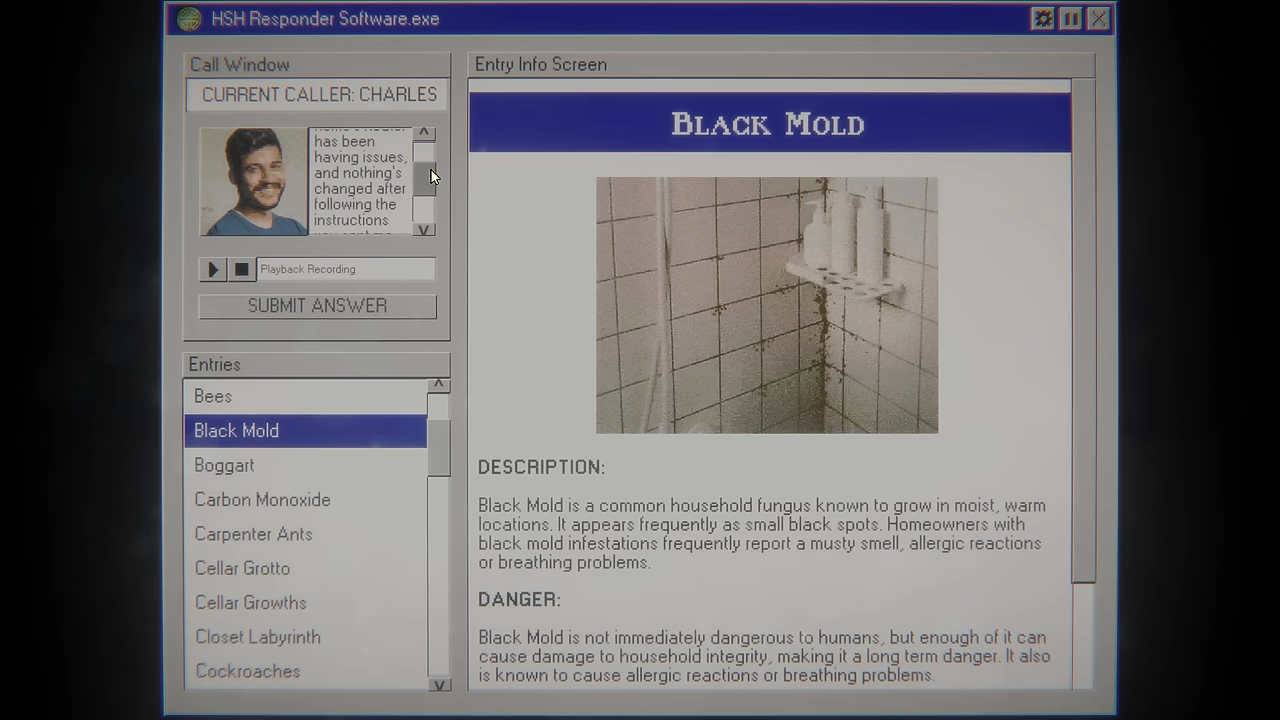 HSH Responder Software.exe
Call Window
CURRENT CALLER: CHARLES
has been
having issues,
and nothing's
changed after
following the
instructions
Playback Recording
SUBMIT ANSWER
Entries
Bees
Black Mold
Boggart
Carbon Monoxide
Carpenter Ants
Cellar Grotto
Cellar Growths
Closet Labyrinth
Cockroaches
Entry Info Screen
BLACK MOLD
DESCRIPTION:
Black Mold is a common household fungus known to grow in moist, warm
locations. It appears frequently as small black spots. Homeowners with
black mold infestations frequently report a musty smell, allergic reactions
or breathing problems.
DANGER:
Black Mold is not immediately dangerous to humans, but enough of it can
cause damage to household integrity, making it a long term danger. It also
is known to cause allergic reactions or breathing problems.